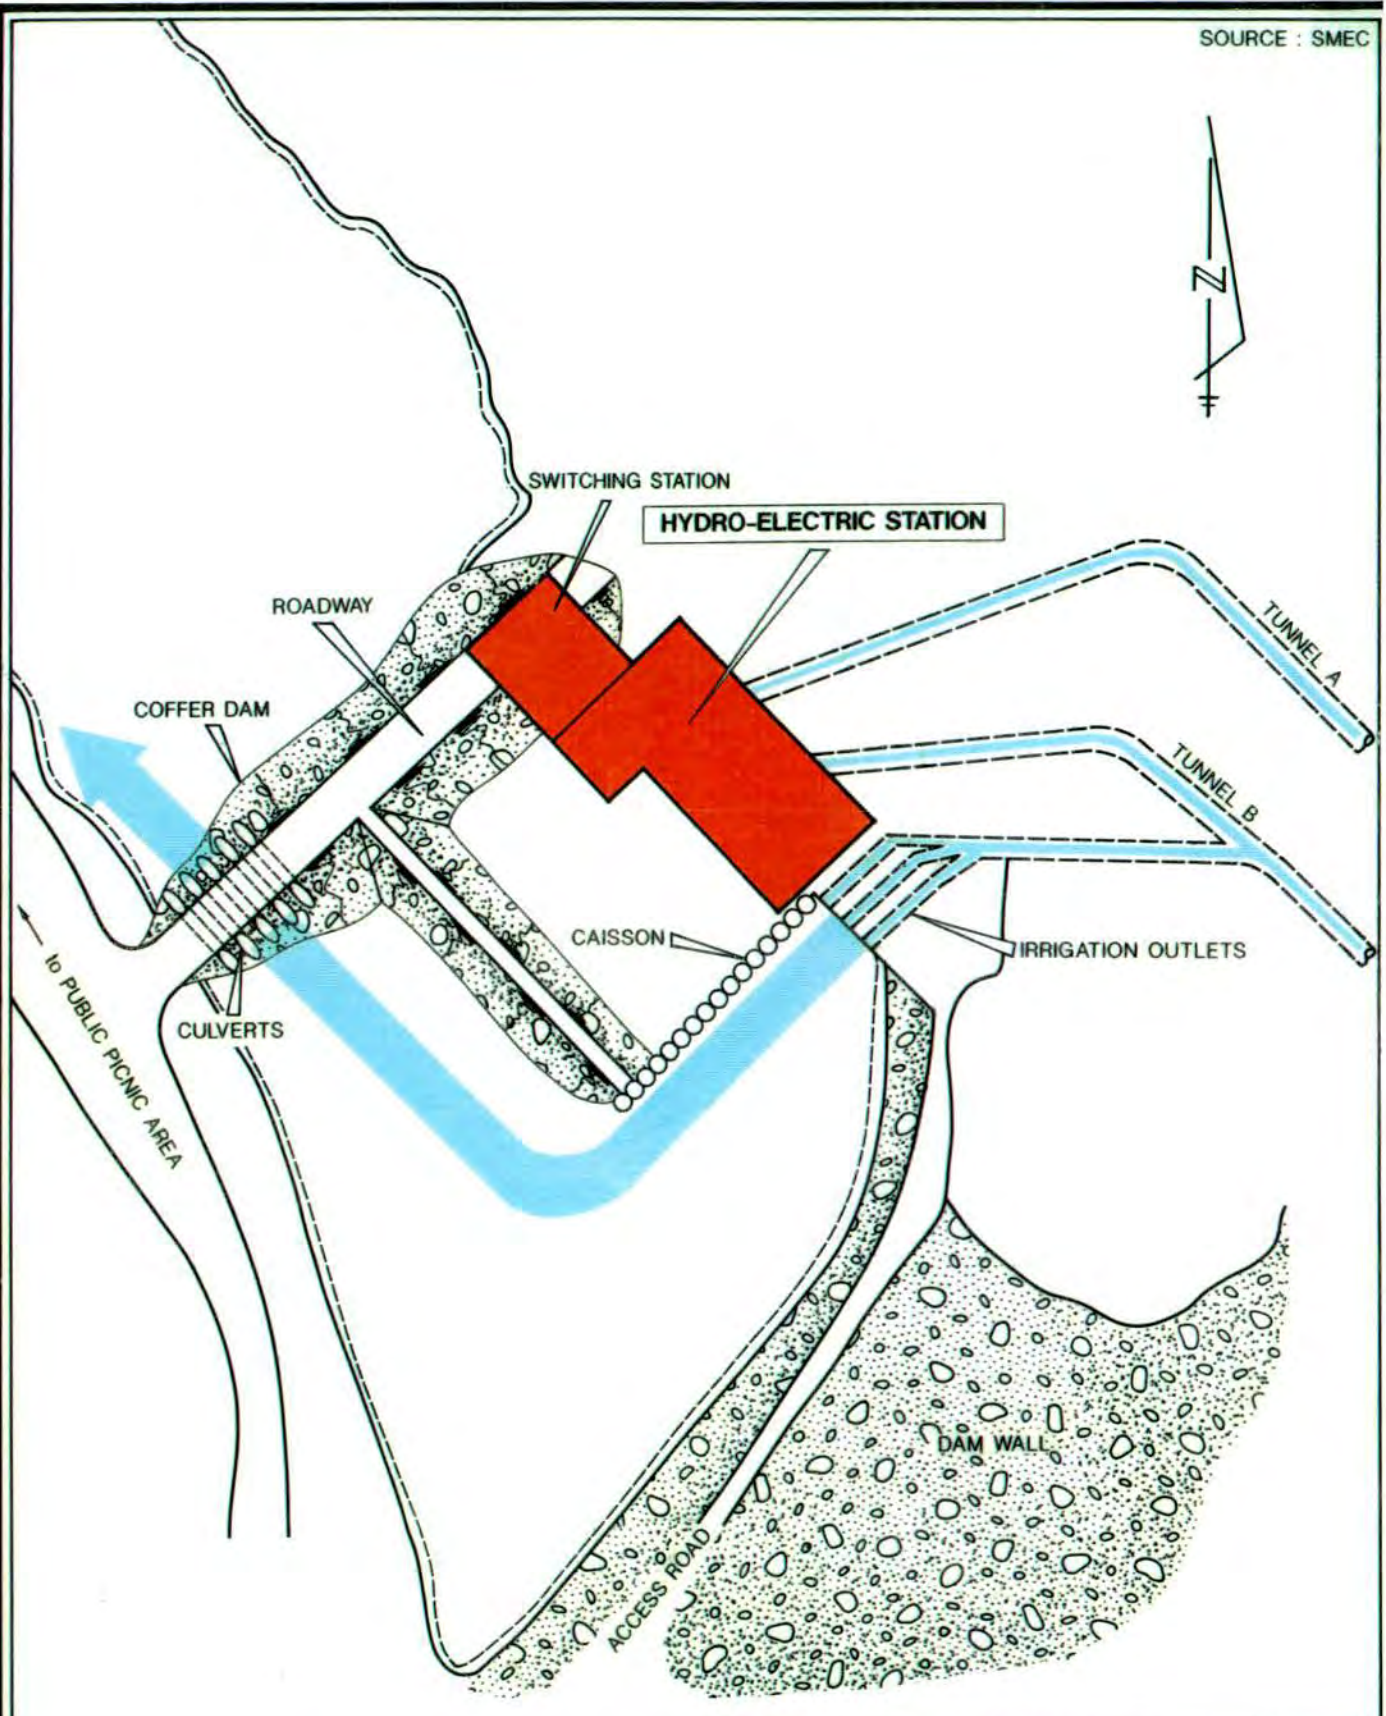 SOURCE : SMEC
N
SWITCHING STATION
HYDRO-ELECTRIC STATION
ROADWAY
TUNNEL A
COFFER DAM
TUNNEL B
CAISSON
IRRIGATION OUTLETS
CULVERTS
to PUBLIC PICNIC AREA
DAM WALL
ACCESS ROAD